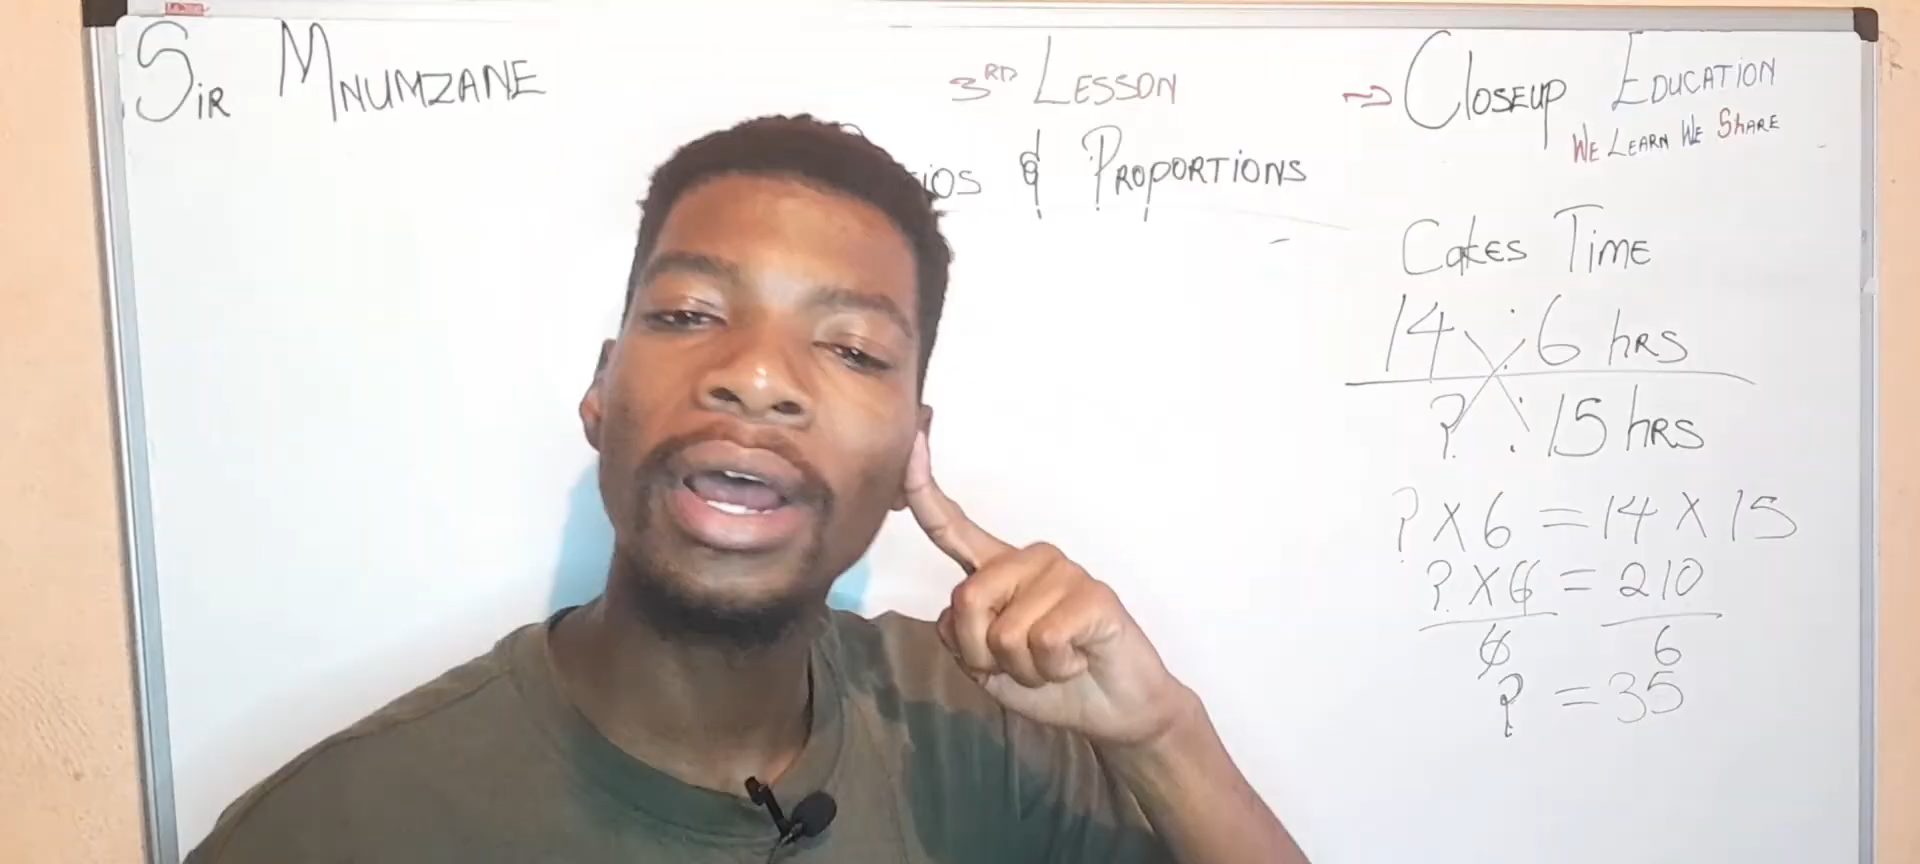 Sir MNUMZANE
3RD LESSON
→ CLOSEUP EDUCATION
WE LEARN WE ShARE
& PROPORTIONS
Cakes TIME
14 : 6 hRS
? : 15 hRS
? X 6 = 14 X 15
? X 6 = 210
6 6
? = 35